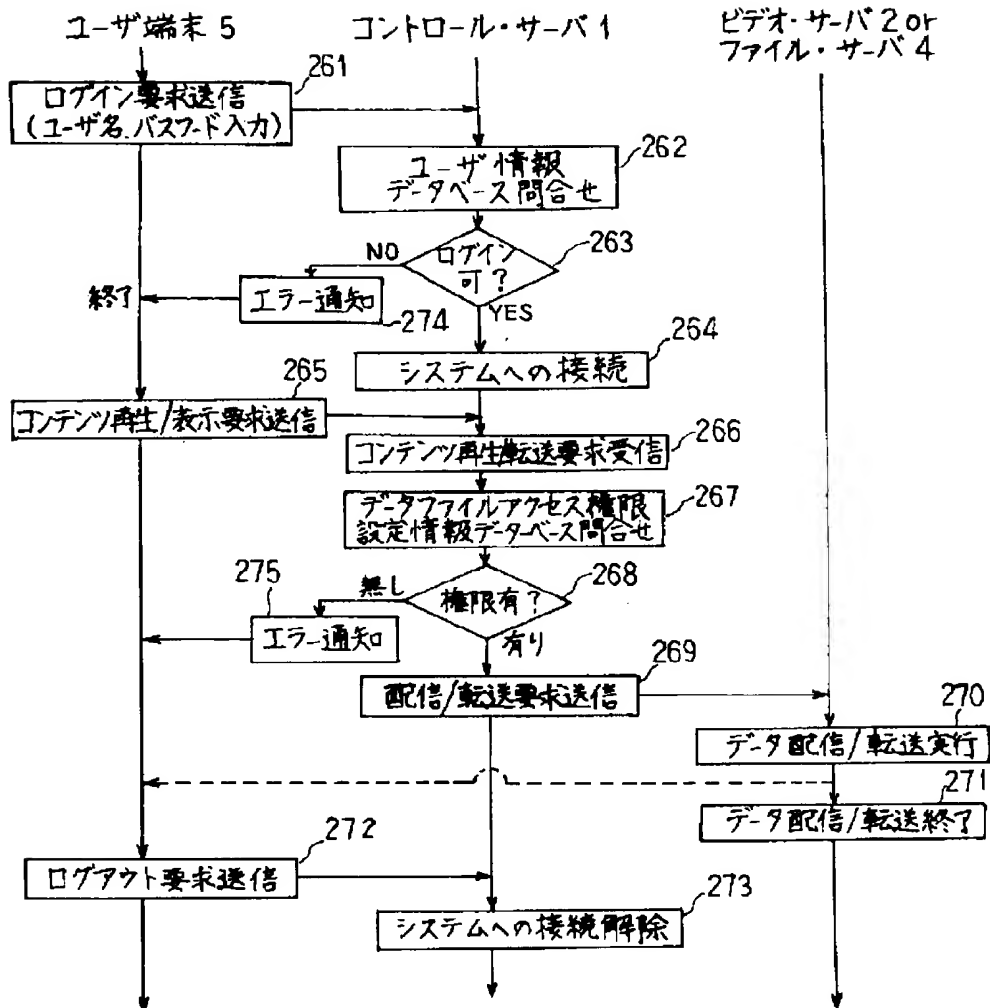 ユーザ端末 5
コントロール・サーバ 1
ビデオ・サーバ 2 or
ファイル・サーバ 4
261
ログイン要求送信
(ユーザ名、パスワード入力)
262
ユーザ情報
データベース問合せ
263
ログイン
可?
NO
YES
エラー通知
274
終了
264
システムへの接続
265
コンテンツ再生/表示要求送信
266
コンテンツ再生/転送要求受信
267
データファイルアクセス権限
設定情報データーベース問合せ
268
権限有?
無し
有り
275
エラー通知
269
配信/転送要求送信
270
データ配信/転送実行
271
データ配信/転送終了
272
ログアウト要求送信
273
システムへの接続解除